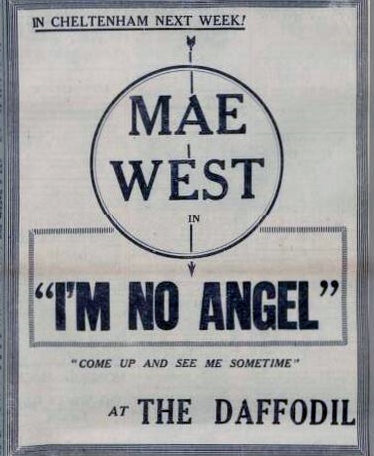 IN CHELTENHAM NEXT WEEK!
MAE
WEST
IN
"I'M NO ANGEL"
"COME UP AND SEE ME SOMETIME"
AT THE DAFFODIL